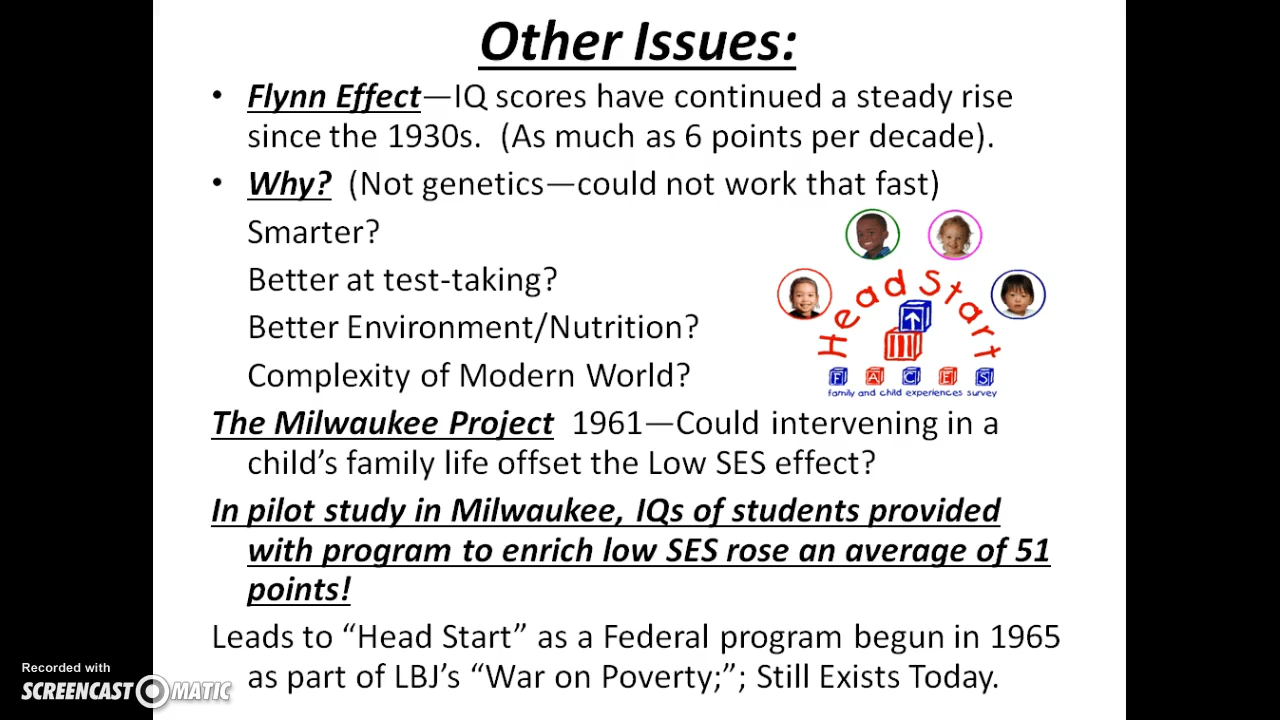 Other Issues:
• Flynn Effect—IQ scores have continued a steady rise
since the 1930s. (As much as 6 points per decade).
• Why? (Not genetics—could not work that fast)
Smarter?
Better at test-taking?
Better Environment/Nutrition?
Complexity of Modern World?
Head Start
FACES
family and child experiences survey
The Milwaukee Project 1961—Could intervening in a
child’s family life offset the Low SES effect?
In pilot study in Milwaukee, IQs of students provided
with program to enrich low SES rose an average of 51
points!
Leads to “Head Start” as a Federal program begun in 1965
as part of LBJ’s “War on Poverty;”; Still Exists Today.
Recorded with
SCREENCAST-O-MATIC